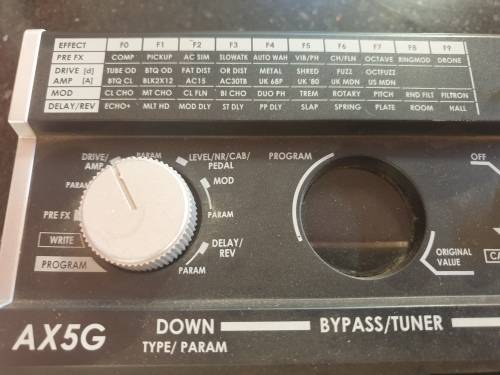 EFFECT F0 F1 F2 F3 F4 F5 F6 F7 F8 F9
PRE FX COMP PICKUP AC SIM SLOWATK AUTO WAH VIB/PH CH/FLN OCTAVE RINGMOD DRONE
DRIVE [d] TUBE OD BTQ OD FAT DIST OR DIST METAL SHRED FUZZ OCTFUZZ
AMP [A] BTQ CL BLK2X12 AC15 AC30TB UK 68P UK '80 UK MDN US MDN
MOD CL CHO MT CHO CL FLN BI CHO DUO PH TREM ROTARY PITCH RND FILT FILTRON
DELAY/REV ECHO+ MLT HD MOD DLY ST DLY PP DLY SLAP SPRING PLATE ROOM HALL
DRIVE/
AMP
PARAM
LEVEL/NR/CAB/
PEDAL
PARAM
MOD
PRE FX
PARAM
WRITE
DELAY/
REV
PROGRAM
PARAM
PROGRAM
OFF
ORIGINAL
VALUE
AX5G
DOWN
TYPE/ PARAM
BYPASS/TUNER